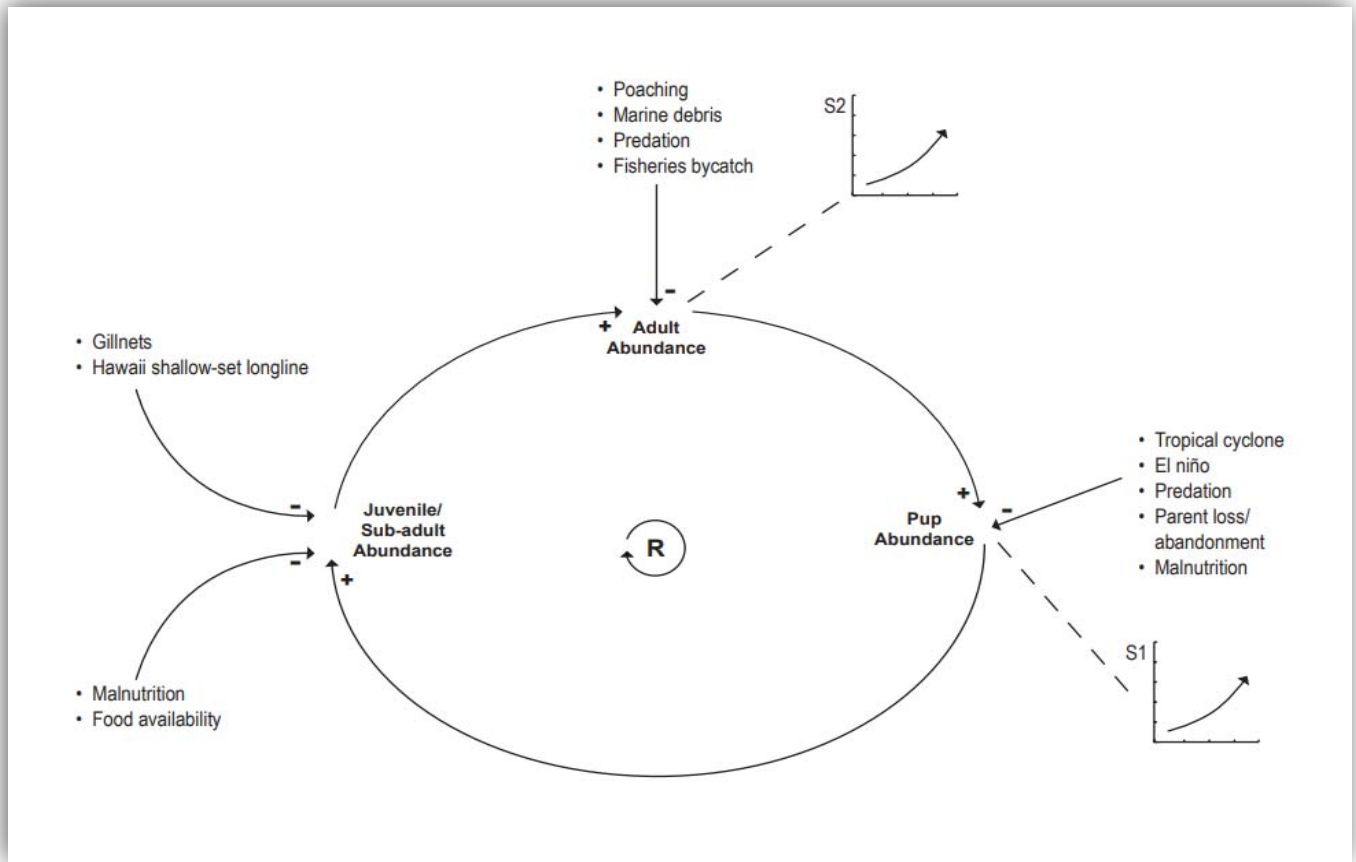 • Poaching
• Marine debris
• Predation
• Fisheries bycatch
S2
-
+
Adult
Abundance
• Gillnets
• Hawaii shallow-set longline
-
Juvenile/
Sub-adult
Abundance
-
+
R
+
-
Pup
Abundance
• Tropical cyclone
• El niño
• Predation
• Parent loss/
abandonment
• Malnutrition
S1
• Malnutrition
• Food availability